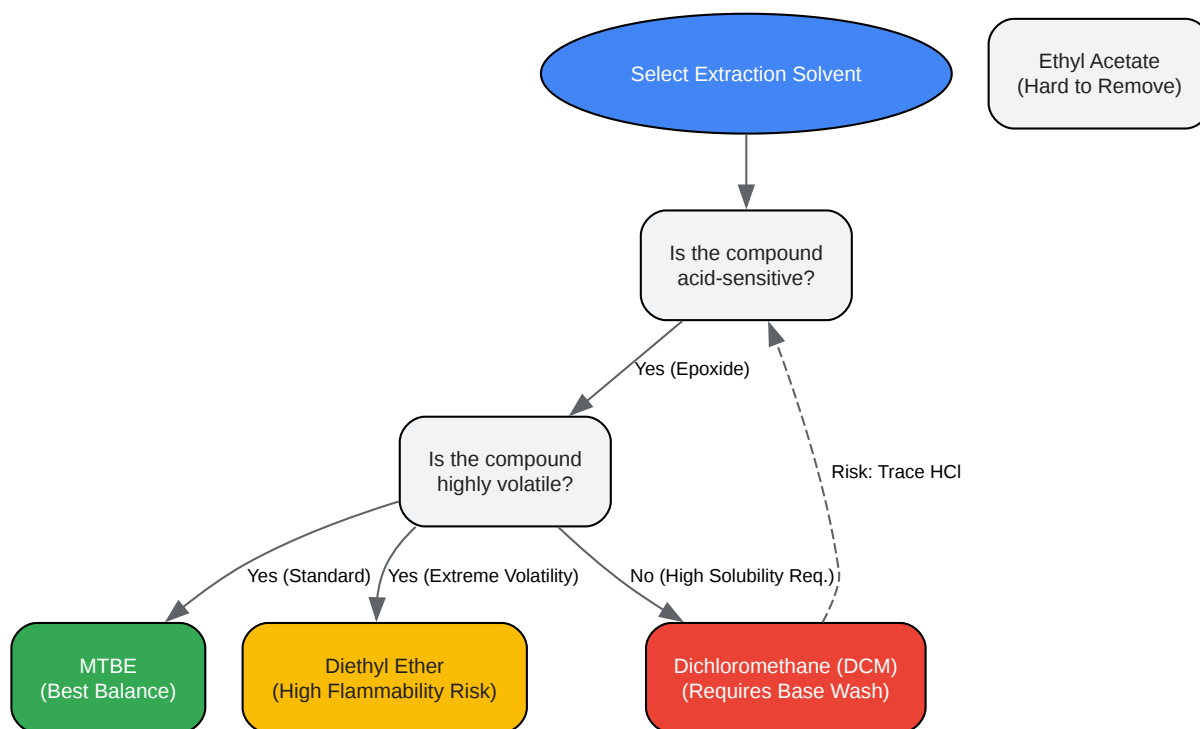 Select Extraction Solvent
Ethyl Acetate
(Hard to Remove)
Is the compound
acid-sensitive?
Yes (Epoxide)
Is the compound
highly volatile?
Risk: Trace HCl
Yes (Standard)
Yes (Extreme Volatility)
No (High Solubility Req.)
MTBE
(Best Balance)
Diethyl Ether
(High Flammability Risk)
Dichloromethane (DCM)
(Requires Base Wash)